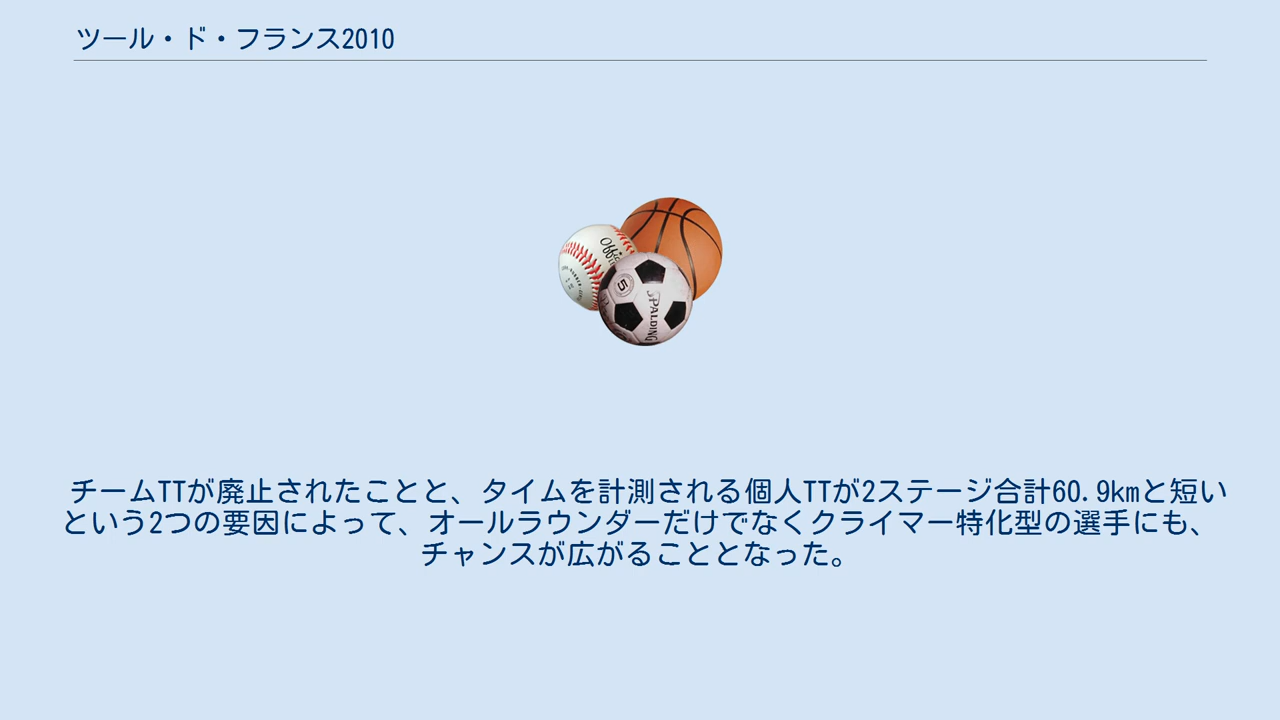 ツール・ド・フランス2010
Offic
5
SPALDING
チームTTが廃止されたことと、タイムを計測される個人TTが2ステージ合計60.9kmと短い
という2つの要因によって、オールラウンダーだけでなくクライマー特化型の選手にも、
チャンスが広がることとなった。